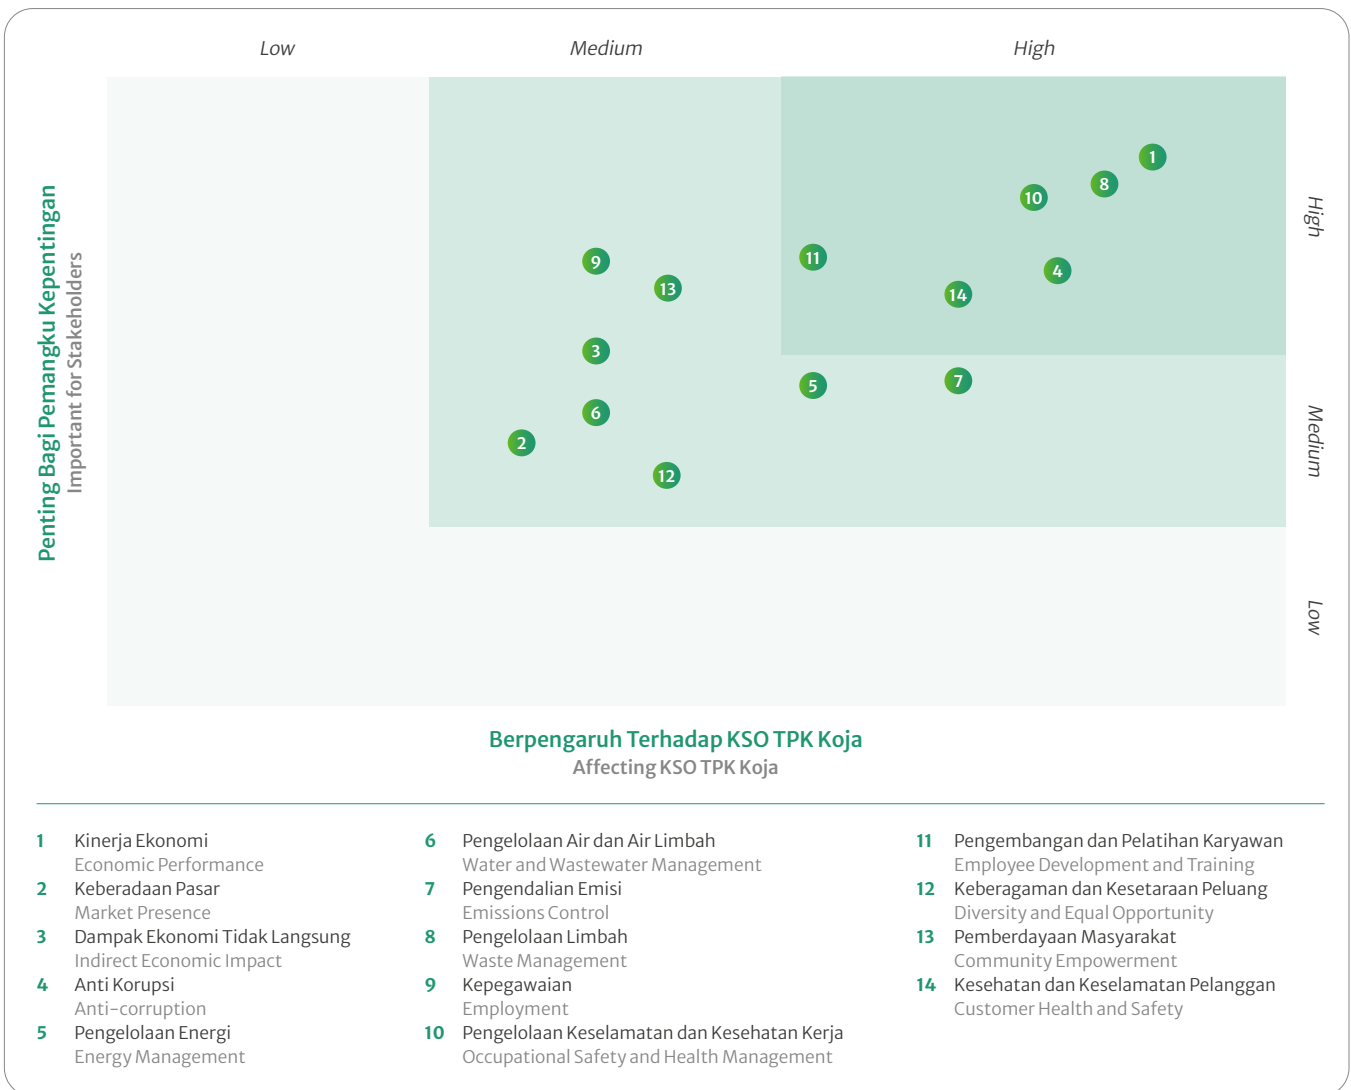 Low
Medium
High
Penting Bagi Pemangku Kepentingan
Important for Stakeholders
1
8
10
11
9
4
13
14
3
7
5
6
2
12
High
Medium
Low
Berpengaruh Terhadap KSO TPK Koja
Affecting KSO TPK Koja
1 Kinerja Ekonomi
Economic Performance
2 Keberadaan Pasar
Market Presence
3 Dampak Ekonomi Tidak Langsung
Indirect Economic Impact
4 Anti Korupsi
Anti-corruption
5 Pengelolaan Energi
Energy Management
6 Pengelolaan Air dan Air Limbah
Water and Wastewater Management
7 Pengendalian Emisi
Emissions Control
8 Pengelolaan Limbah
Waste Management
9 Kepegawaian
Employment
10 Pengelolaan Keselamatan dan Kesehatan Kerja
Occupational Safety and Health Management
11 Pengembangan dan Pelatihan Karyawan
Employee Development and Training
12 Keberagaman dan Kesetaraan Peluang
Diversity and Equal Opportunity
13 Pemberdayaan Masyarakat
Community Empowerment
14 Kesehatan dan Keselamatan Pelanggan
Customer Health and Safety